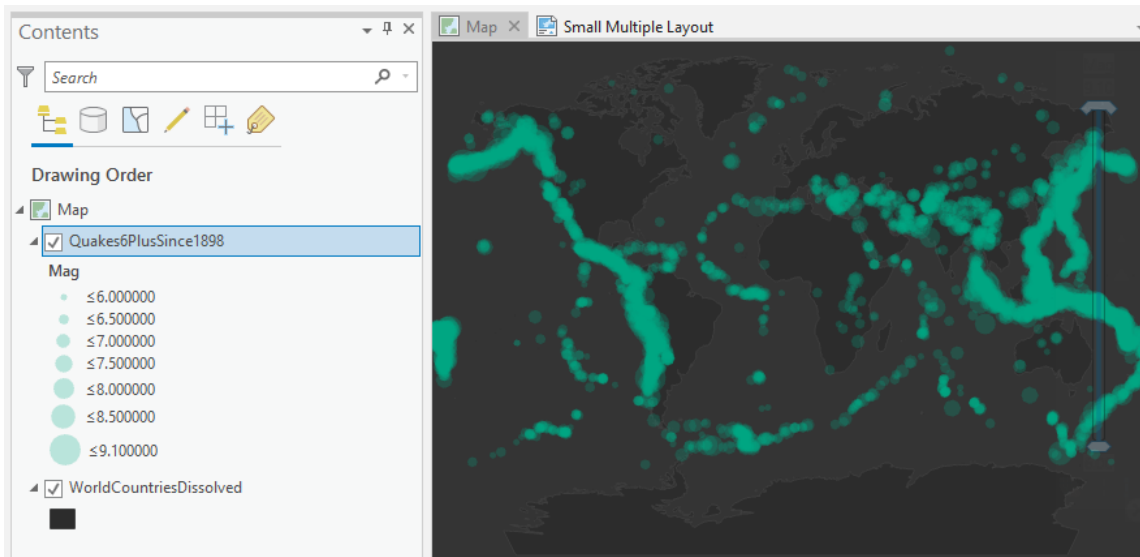 Contents
Search
Drawing Order
Map
Quakes6PlusSince1898
Mag
≤6.000000
≤6.500000
≤7.000000
≤7.500000
≤8.000000
≤8.500000
≤9.100000
WorldCountriesDissolved
Map
Small Multiple Layout